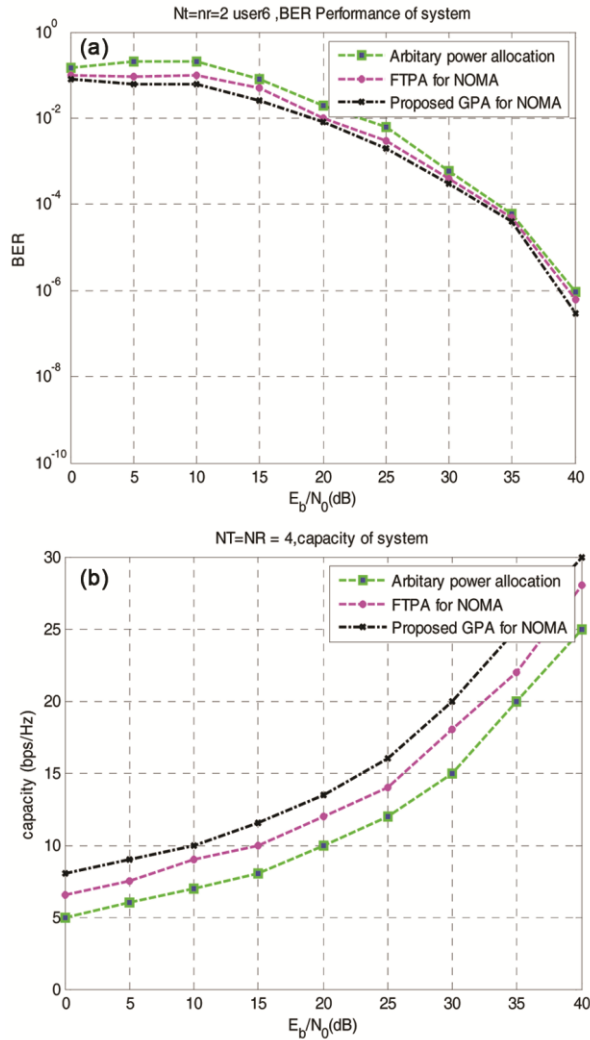 Nt=nr=2 user6 ,BER Performance of system
(a)
Arbitary power allocation
FTPA for NOMA
Proposed GPA for NOMA
10^0
10^-2
10^-4
10^-6
10^-8
10^-10
BER
0 5 10 15 20 25 30 35 40
E_b/N_0(dB)
NT=NR = 4,capacity of system
(b)
Arbitary power allocation
FTPA for NOMA
Proposed GPA for NOMA
30
25
20
15
10
5
0
capacity (bps/Hz)
0 5 10 15 20 25 30 35 40
E_b/N_0(dB)